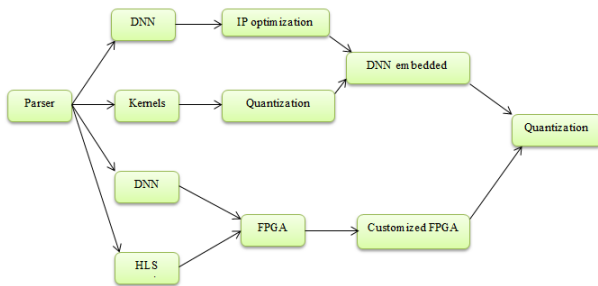 DNN
IP optimization
DNN embedded
Parser
Kernels
Quantization
Quantization
DNN
FPGA
Customized FPGA
HLS